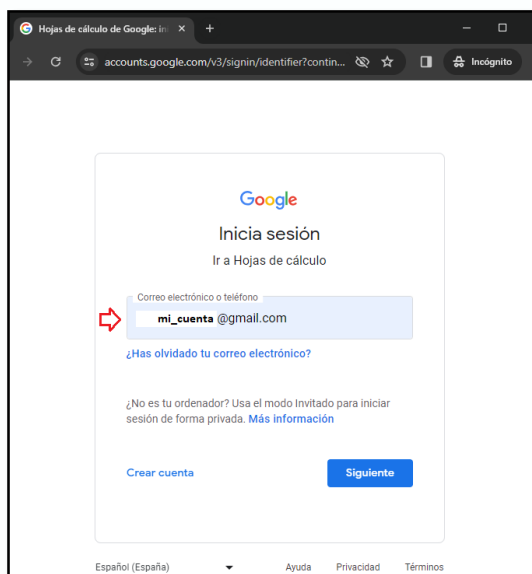 Hojas de cálculo de Google: in
accounts.google.com/v3/signin/identifier?contin...
Incógnito
Google
Inicia sesión
Ir a Hojas de cálculo
Correo electrónico o teléfono
mi_cuenta @gmail.com
¿Has olvidado tu correo electrónico?
¿No es tu ordenador? Usa el modo Invitado para iniciar
sesión de forma privada. Más información
Crear cuenta Siguiente
Español (España) Ayuda Privacidad Términos